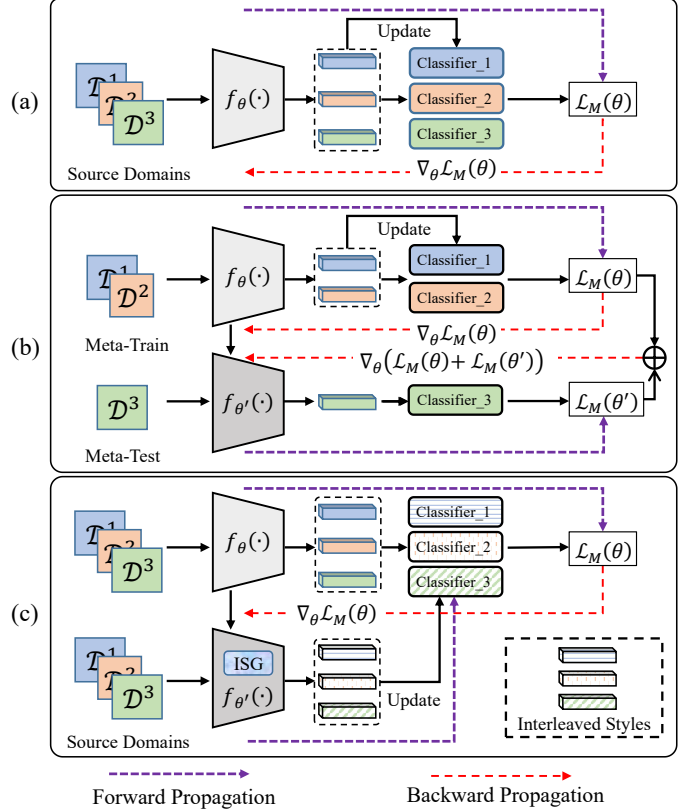 (a)
𝒟¹
𝒟²
𝒟³
Source Domains
f_θ(·)
Update
Classifier_1
Classifier_2
Classifier_3
ℒ_M(θ)
∇_θℒ_M(θ)
(b)
𝒟¹
𝒟²
Meta-Train
f_θ(·)
Update
Classifier_1
Classifier_2
ℒ_M(θ)
∇_θℒ_M(θ)
∇_θ(ℒ_M(θ) + ℒ_M(θ′))
𝒟³
Meta-Test
f_θ′(·)
Classifier_3
ℒ_M(θ′)
(c)
𝒟¹
𝒟²
𝒟³
f_θ(·)
Classifier_1
Classifier_2
Classifier_3
ℒ_M(θ)
∇_θℒ_M(θ)
𝒟¹
𝒟²
𝒟³
Source Domains
ISG
f_θ′(·)
Update
Interleaved Styles
Forward Propagation
Backward Propagation